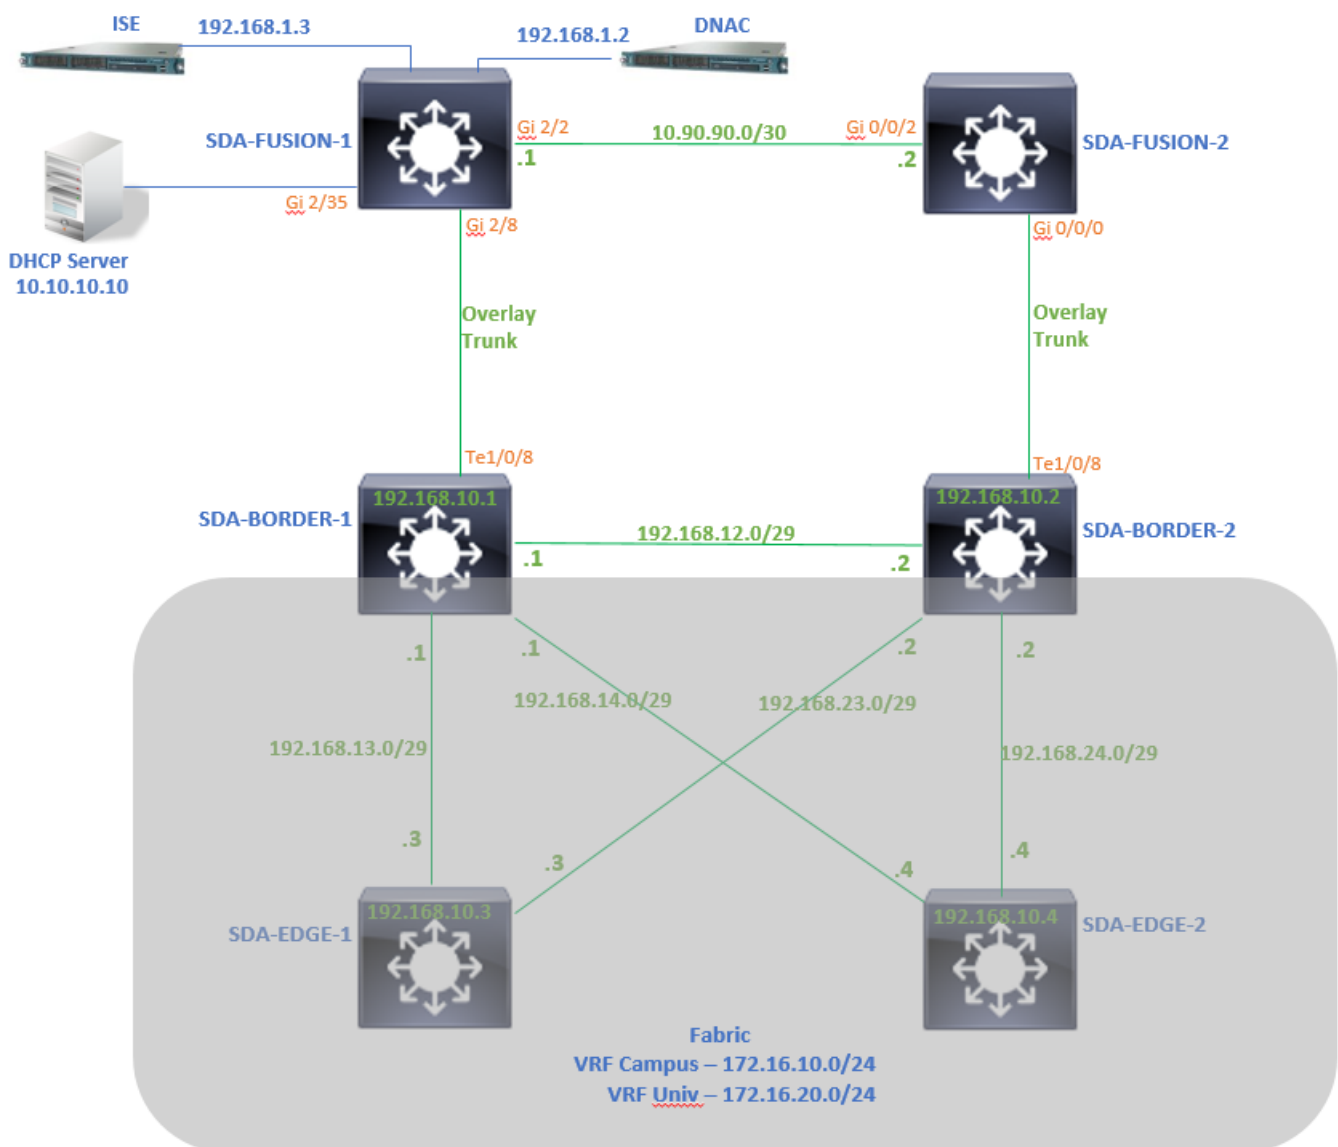 ISE
192.168.1.3
192.168.1.2
DNAC
SDA-FUSION-1
Gi 2/2
10.90.90.0/30
Gi 0/0/2
SDA-FUSION-2
.1
.2
Gi 2/35
Gi 2/8
Gi 0/0/0
DHCP Server
10.10.10.10
Overlay
Trunk
Overlay
Trunk
Te1/0/8
Te1/0/8
192.168.10.1
192.168.10.2
SDA-BORDER-1
192.168.12.0/29
SDA-BORDER-2
.1
.2
.1
.1
.2
.2
192.168.14.0/29
192.168.23.0/29
192.168.13.0/29
192.168.24.0/29
.3
.3
.4
.4
192.168.10.3
192.168.10.4
SDA-EDGE-1
SDA-EDGE-2
Fabric
VRF Campus – 172.16.10.0/24
VRF Univ – 172.16.20.0/24